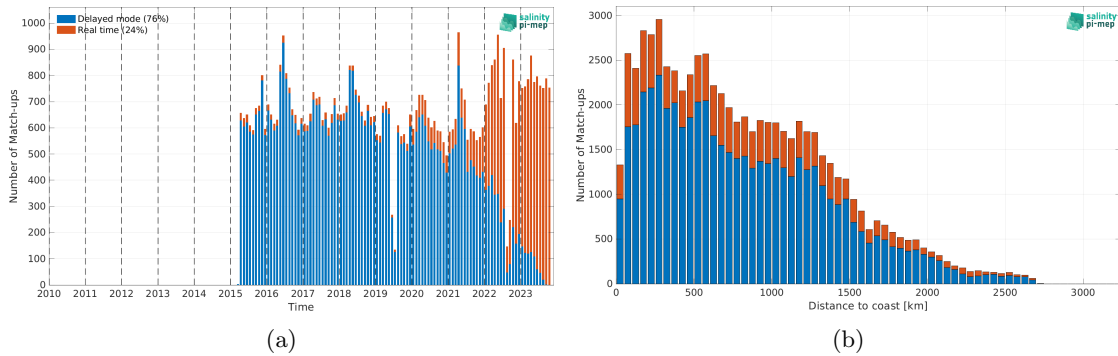 Delayed mode (76%)
Real time (24%)
salinity
pi-mep
Number of Match-ups
1000
900
800
700
600
500
400
300
200
100
0
2010 2011 2012 2013 2014 2015 2016 2017 2018 2019 2020 2021 2022 2023
Time
(a)
salinity
pi-mep
Number of Match-ups
3000
2500
2000
1500
1000
500
0
0 500 1000 1500 2000 2500 3000
Distance to coast [km]
(b)